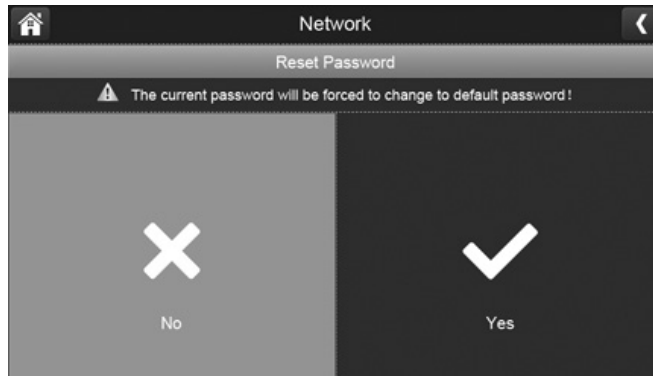 Network
Reset Password
The current password will be forced to change to default password!
No
Yes